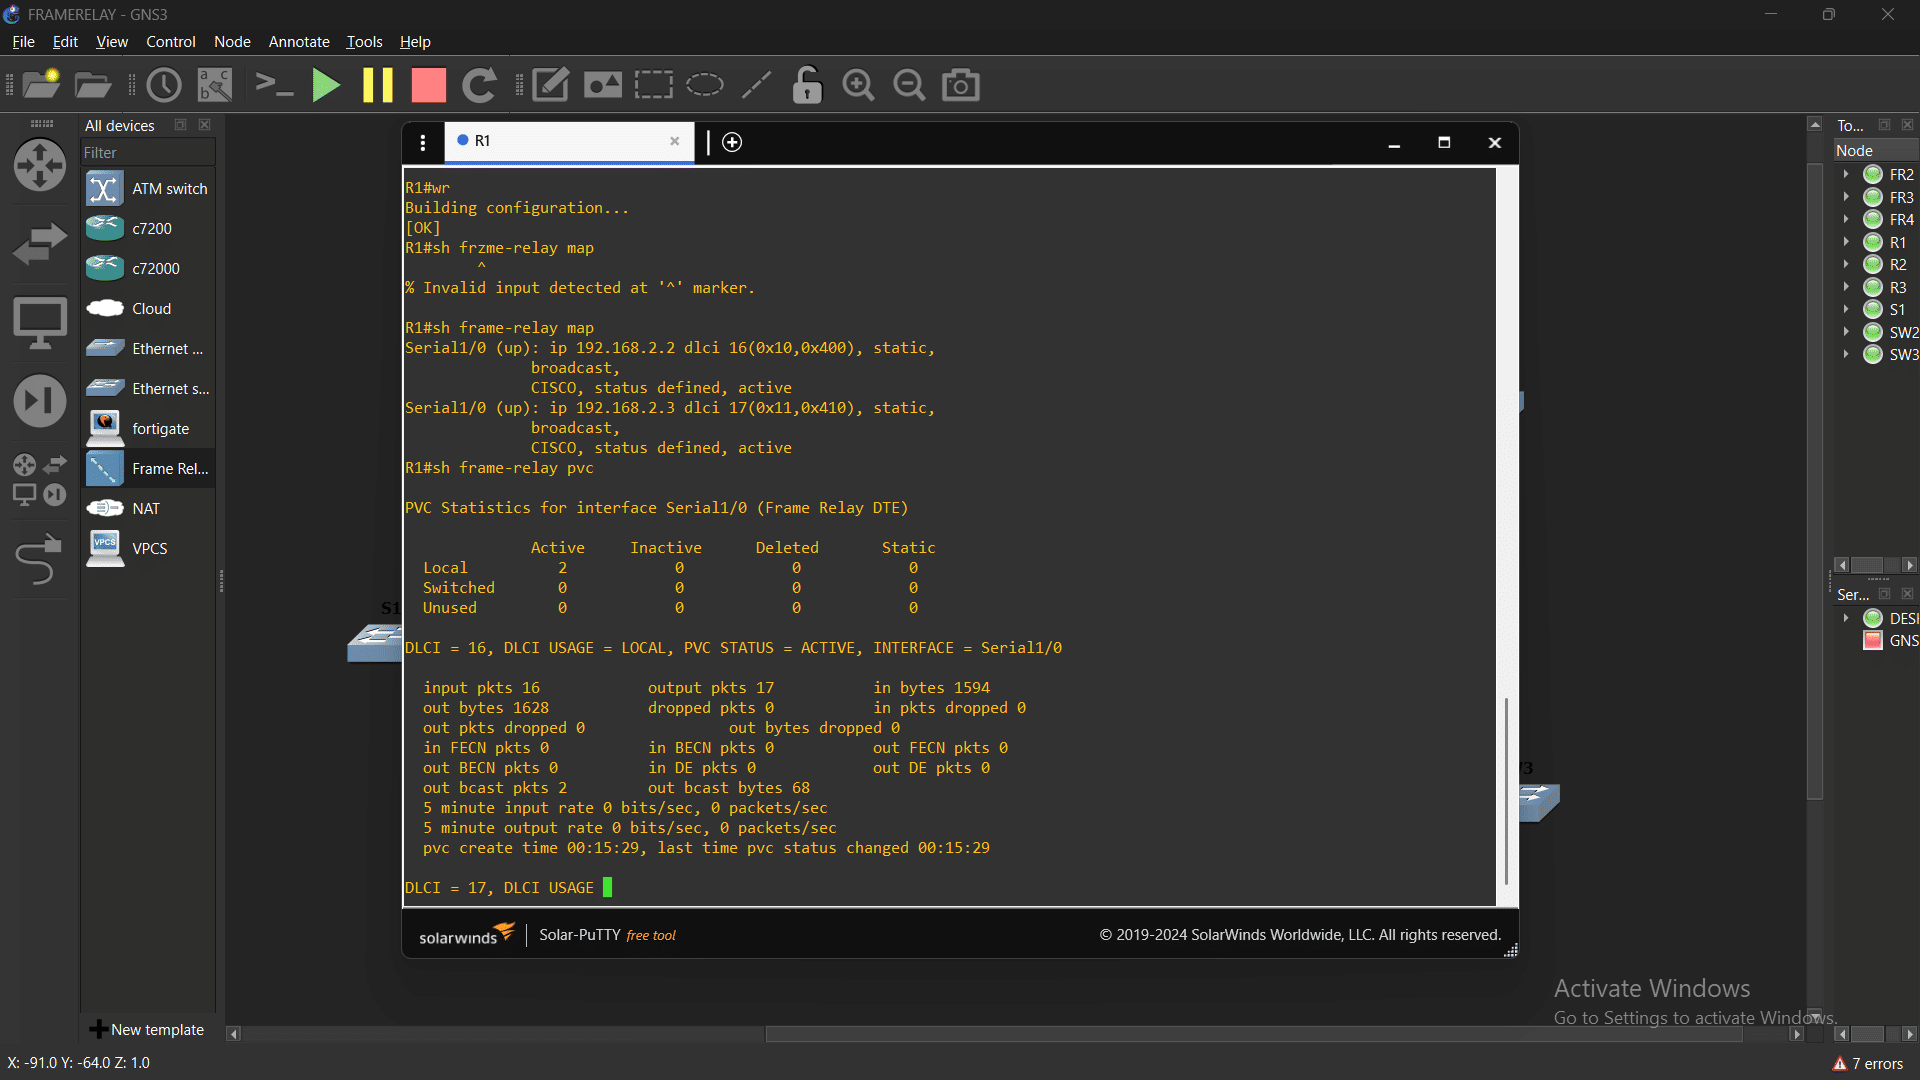 FRAMERELAY - GNS3
File Edit View Control Node Annotate Tools Help
All devices
Filter
ATM switch
c7200
c72000
Cloud
Ethernet ...
Ethernet s...
fortigate
Frame Rel...
NAT
VPCS
VPCS
New template
S1
R1
R1#wr
Building configuration...
[OK]
R1#sh frzme-relay map
^
% Invalid input detected at '^' marker.
R1#sh frame-relay map
Serial1/0 (up): ip 192.168.2.2 dlci 16(0x10,0x400), static,
broadcast,
CISCO, status defined, active
Serial1/0 (up): ip 192.168.2.3 dlci 17(0x11,0x410), static,
broadcast,
CISCO, status defined, active
R1#sh frame-relay pvc
PVC Statistics for interface Serial1/0 (Frame Relay DTE)
Active Inactive Deleted Static
Local 2 0 0 0
Switched 0 0 0 0
Unused 0 0 0 0
DLCI = 16, DLCI USAGE = LOCAL, PVC STATUS = ACTIVE, INTERFACE = Serial1/0
input pkts 16 output pkts 17 in bytes 1594
out bytes 1628 dropped pkts 0 in pkts dropped 0
out pkts dropped 0 out bytes dropped 0
in FECN pkts 0 in BECN pkts 0 out FECN pkts 0
out BECN pkts 0 in DE pkts 0 out DE pkts 0
out bcast pkts 2 out bcast bytes 68
5 minute input rate 0 bits/sec, 0 packets/sec
5 minute output rate 0 bits/sec, 0 packets/sec
pvc create time 00:15:29, last time pvc status changed 00:15:29
DLCI = 17, DLCI USAGE
solarwinds Solar-PuTTY free tool
© 2019-2024 SolarWinds Worldwide, LLC. All rights reserved.
To...
Node
FR2
FR3
FR4
R1
R2
R3
S1
SW2
SW3
Ser...
DESI
GNS
Activate Windows
Go to Settings to activate Windows.
X: -91.0 Y: -64.0 Z: 1.0
7 errors